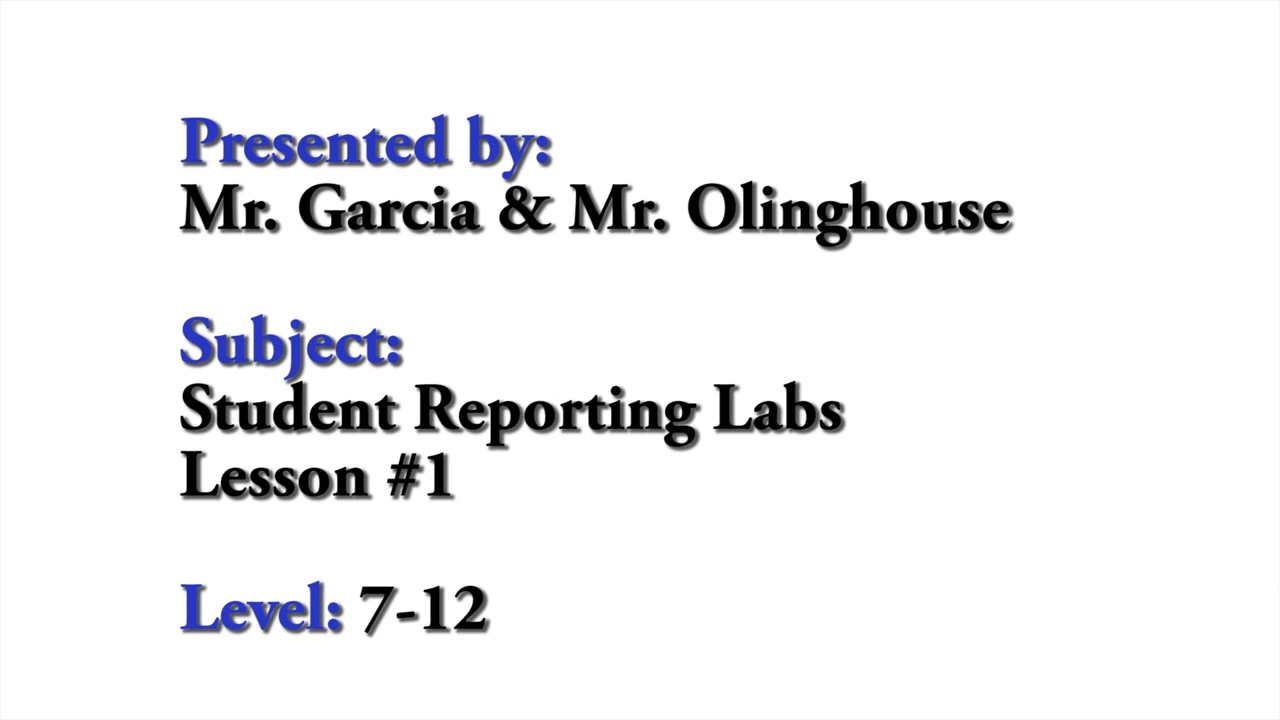 Presented by:
Mr. Garcia & Mr. Olinghouse
Subject:
Student Reporting Labs
Lesson #1
Level: 7-12